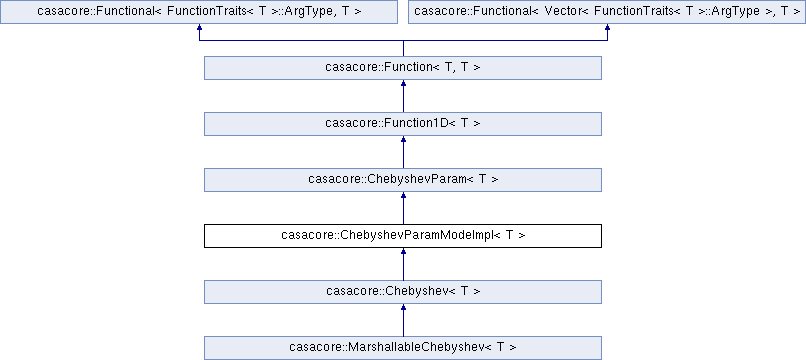 casacore::Functional< FunctionTraits< T >::ArgType, T >
casacore::Functional< Vector< FunctionTraits< T >::ArgType >, T >
casacore::Function< T, T >
casacore::Function1D< T >
casacore::ChebyshevParam< T >
casacore::ChebyshevParamModeImpl< T >
casacore::Chebyshev< T >
casacore::MarshallableChebyshev< T >